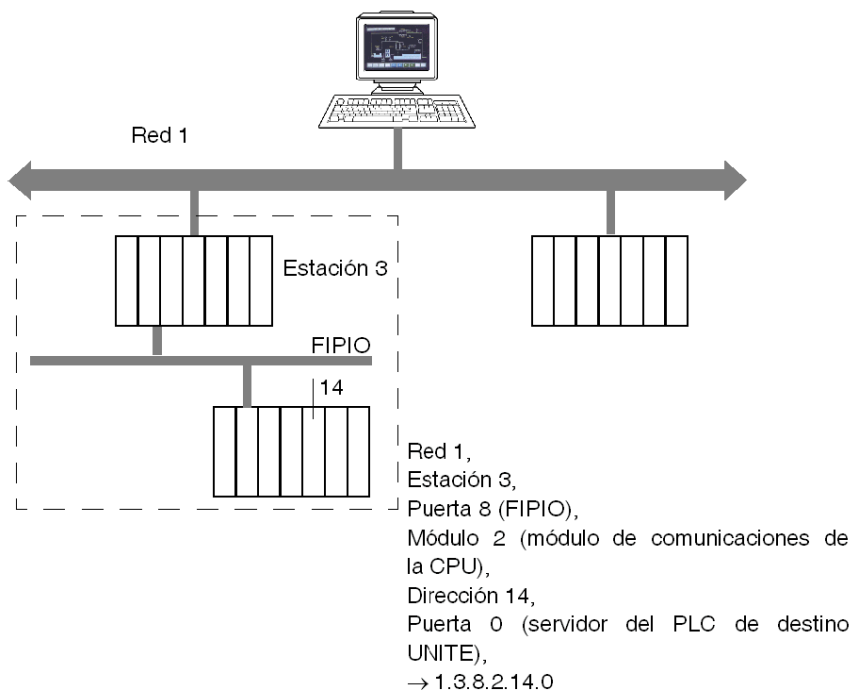 Red 1
Estación 3
FIPIO
14
Red 1,
Estación 3,
Puerta 8 (FIPIO),
Módulo 2 (módulo de comunicaciones de
la CPU),
Dirección 14,
Puerta 0 (servidor del PLC de destino
UNITE),
→ 1.3.8.2.14.0